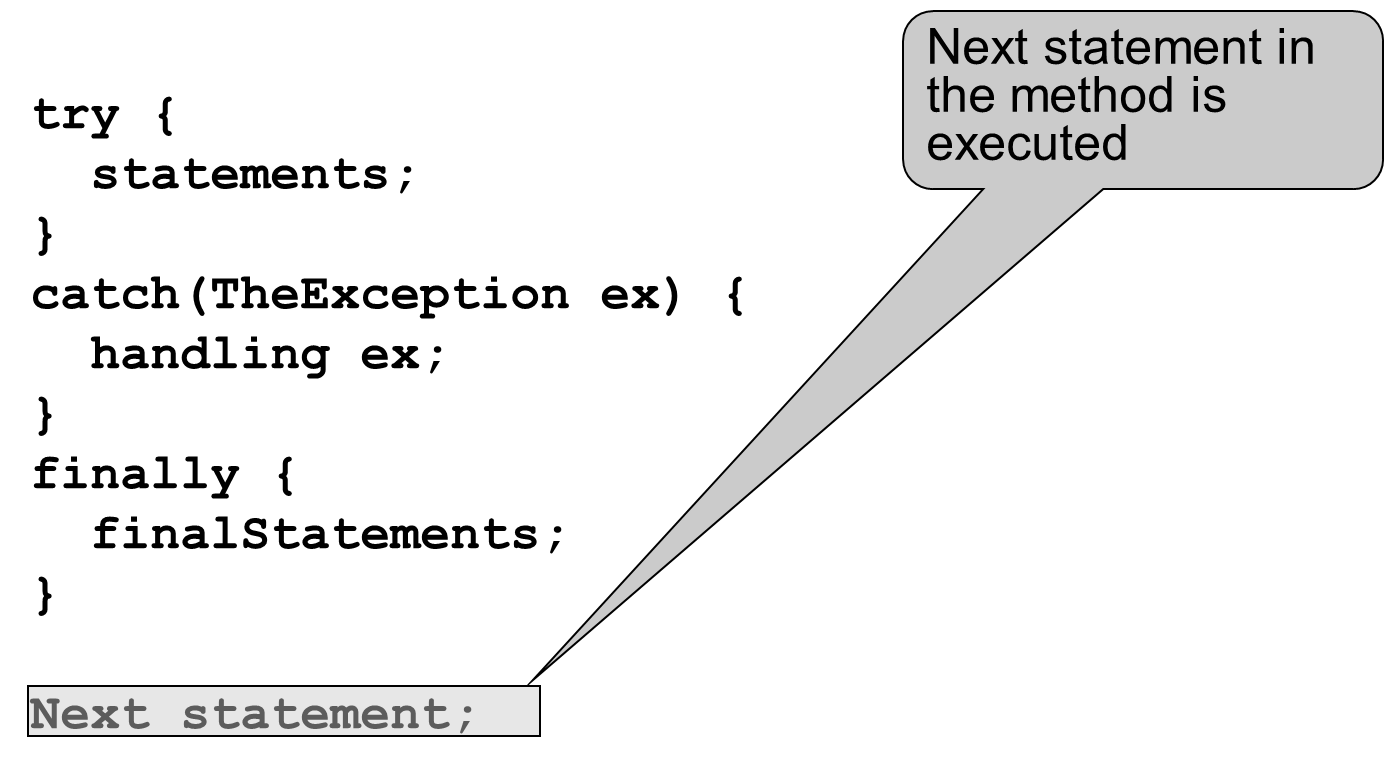 try {
  statements;
}
catch(TheException ex) {
  handling ex;
}
finally {
  finalStatements;
}
Next statement;
Next statement in
the method is
executed